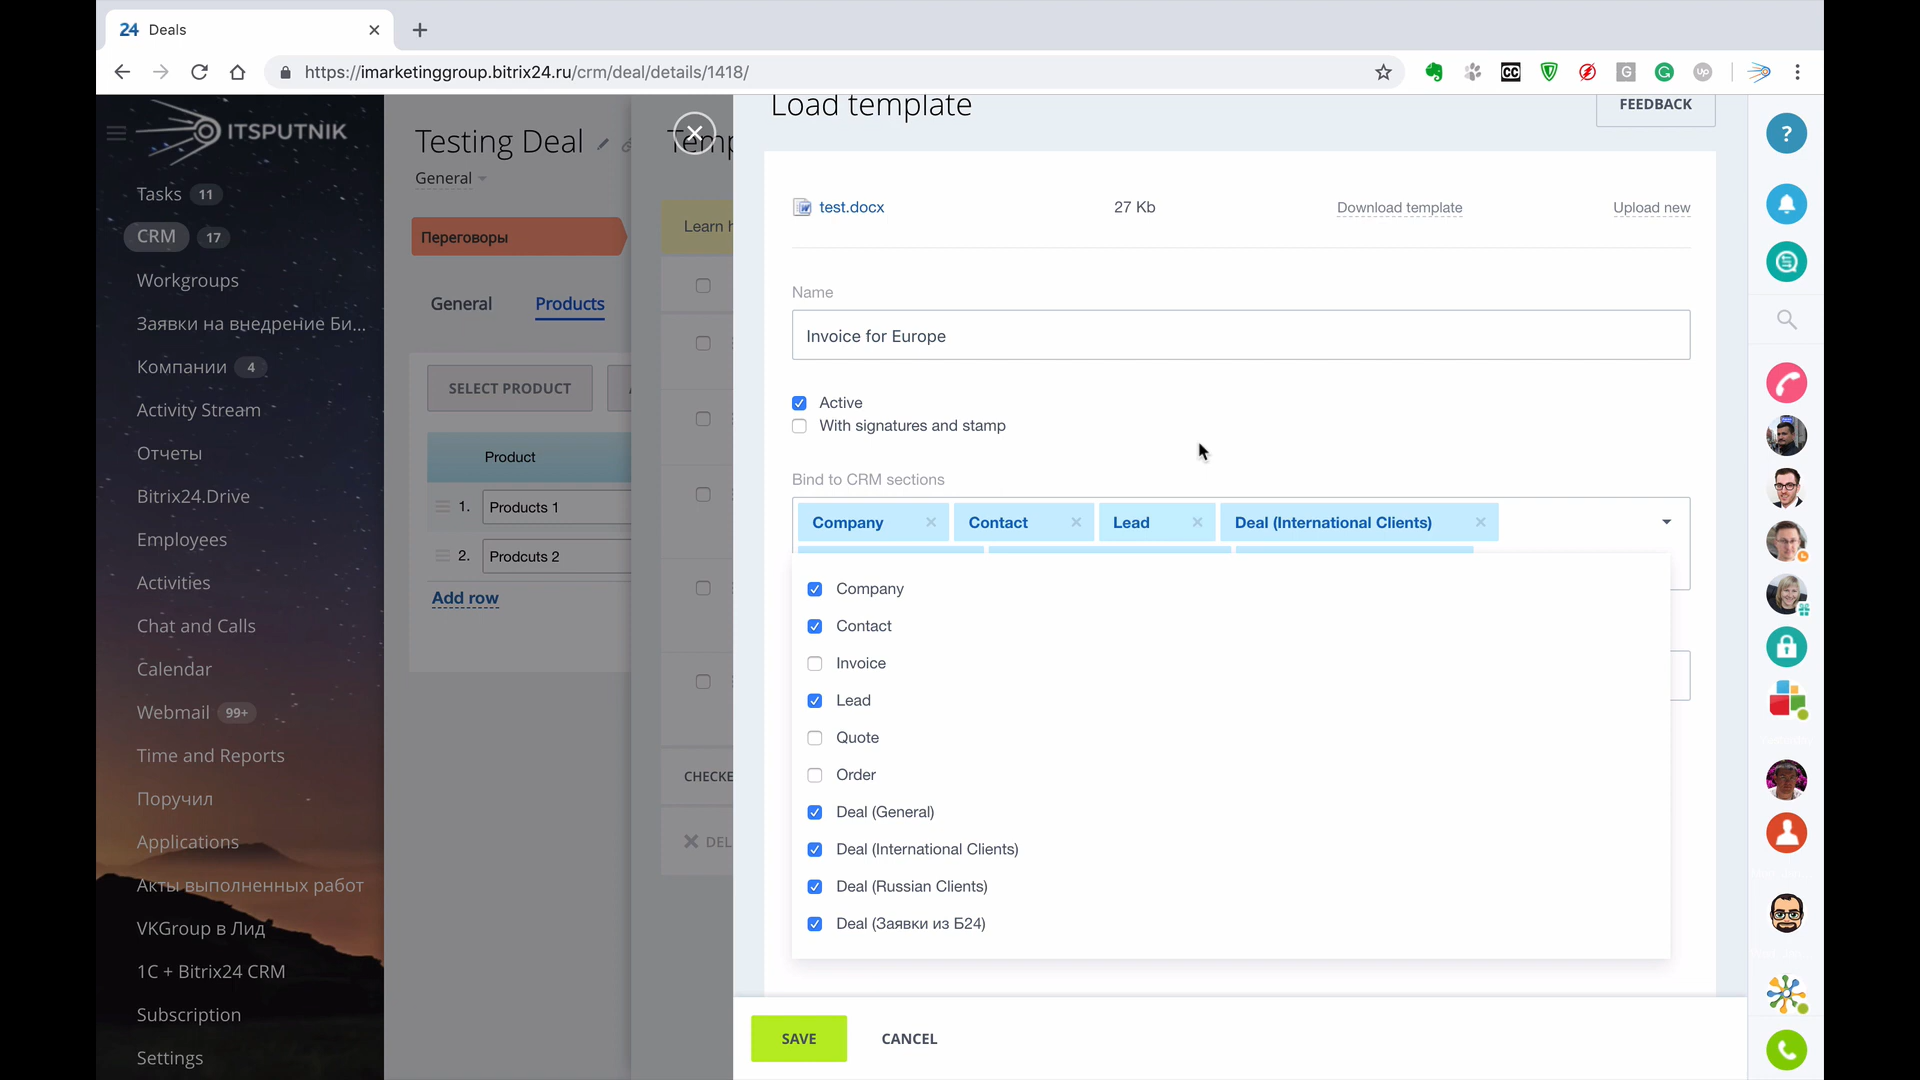 24 Deals
https://imarketinggroup.bitrix24.ru/crm/deal/details/1418/
CC
G
Up
ITSPUTNIK
Tasks 11
CRM 17
Workgroups
Заявки на внедрение Би...
Компании 4
Activity Stream
Отчеты
Bitrix24.Drive
Employees
Activities
Chat and Calls
Calendar
Webmail 99+
Time and Reports
Поручил
Applications
Акты выполненных работ
VKGroup в Лид
1C + Bitrix24 CRM
Subscription
Settings
Testing Deal
General
Переговоры
General Products
SELECT PRODUCT
Product
1. Products 1
2. Prodcuts 2
Add row
Temp
Learn h
CHECKE
DEL
Load template
FEEDBACK
test.docx 27 Kb Download template Upload new
Name
Invoice for Europe
Active
With signatures and stamp
Bind to CRM sections
Company Contact Lead Deal (International Clients)
Company
Contact
Invoice
Lead
Quote
Order
Deal (General)
Deal (International Clients)
Deal (Russian Clients)
Deal (Заявки из Б24)
SAVE CANCEL
?